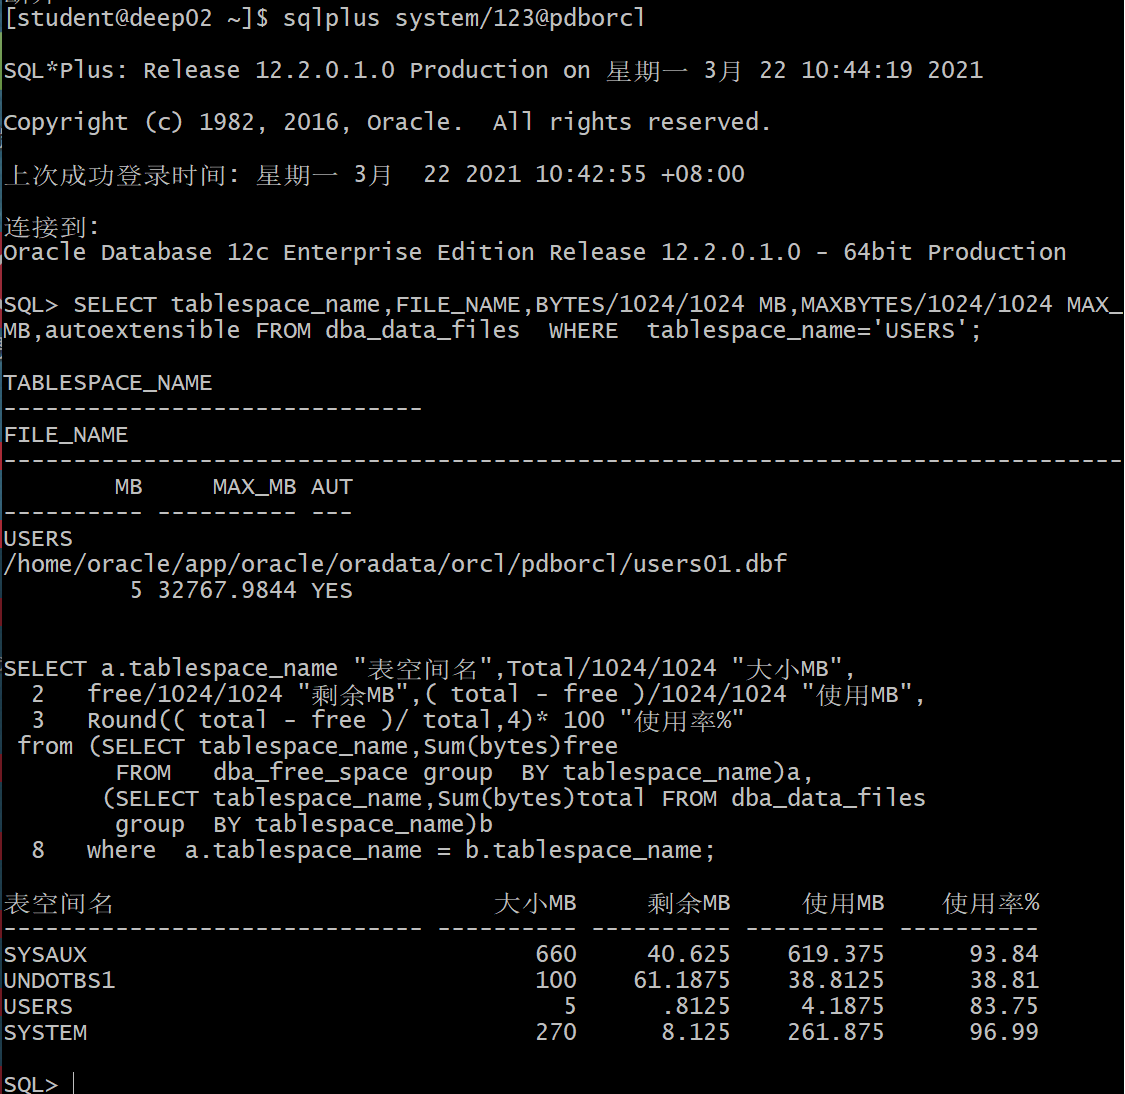 [student@deep02 ~]$ sqlplus system/123@pdborcl
SQL*Plus: Release 12.2.0.1.0 Production on 星期一 3月 22 10:44:19 2021
Copyright (c) 1982, 2016, Oracle.  All rights reserved.
上次成功登录时间: 星期一 3月  22 2021 10:42:55 +08:00
连接到:
Oracle Database 12c Enterprise Edition Release 12.2.0.1.0 - 64bit Production
SQL> SELECT tablespace_name,FILE_NAME,BYTES/1024/1024 MB,MAXBYTES/1024/1024 MAX_
MB,autoextensible FROM dba_data_files  WHERE  tablespace_name='USERS';
TABLESPACE_NAME
------------------------------
FILE_NAME
--------------------------------------------------------------------------------
        MB     MAX_MB AUT
---------- ---------- ---
USERS
/home/oracle/app/oracle/oradata/orcl/pdborcl/users01.dbf
         5 32767.9844 YES
SELECT a.tablespace_name "表空间名",Total/1024/1024 "大小MB",
  2   free/1024/1024 "剩余MB",( total - free )/1024/1024 "使用MB",
  3   Round(( total - free )/ total,4)* 100 "使用率%"
 from (SELECT tablespace_name,Sum(bytes)free
        FROM   dba_free_space group  BY tablespace_name)a,
       (SELECT tablespace_name,Sum(bytes)total FROM dba_data_files
        group  BY tablespace_name)b
  8   where  a.tablespace_name = b.tablespace_name;
表空间名                           大小MB     剩余MB     使用MB    使用率%
------------------------------ ---------- ---------- ---------- ----------
SYSAUX                                660     40.625    619.375      93.84
UNDOTBS1                              100    61.1875    38.8125      38.81
USERS                                   5      .8125     4.1875      83.75
SYSTEM                                270      8.125    261.875      96.99
SQL>